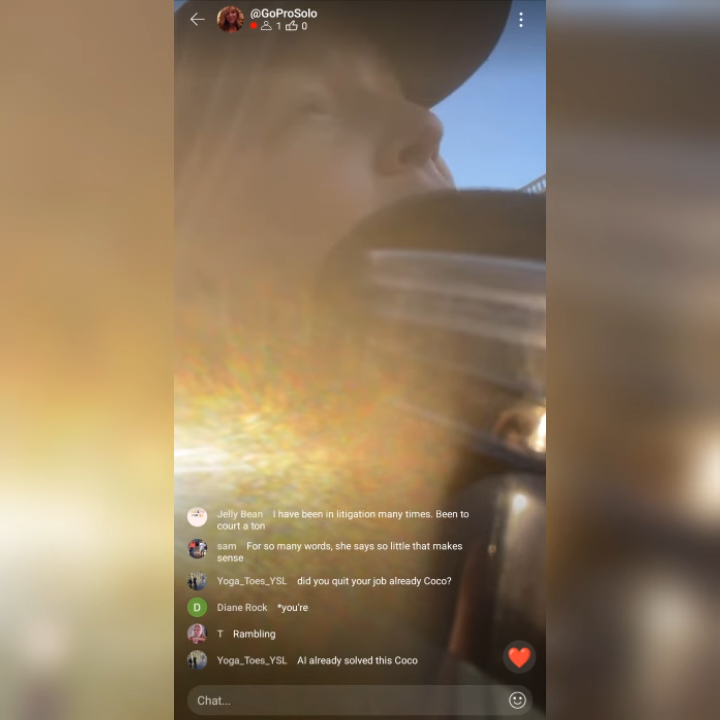 @GoProSolo
1 0
Jelly Bean I have been in litigation many times. Been to
court a ton
sam For so many words, she says so little that makes
sense
Yoga_Toes_YSL did you quit your job already Coco?
D Diane Rock *you're
T Rambling
Yoga_Toes_YSL AI already solved this Coco
Chat...